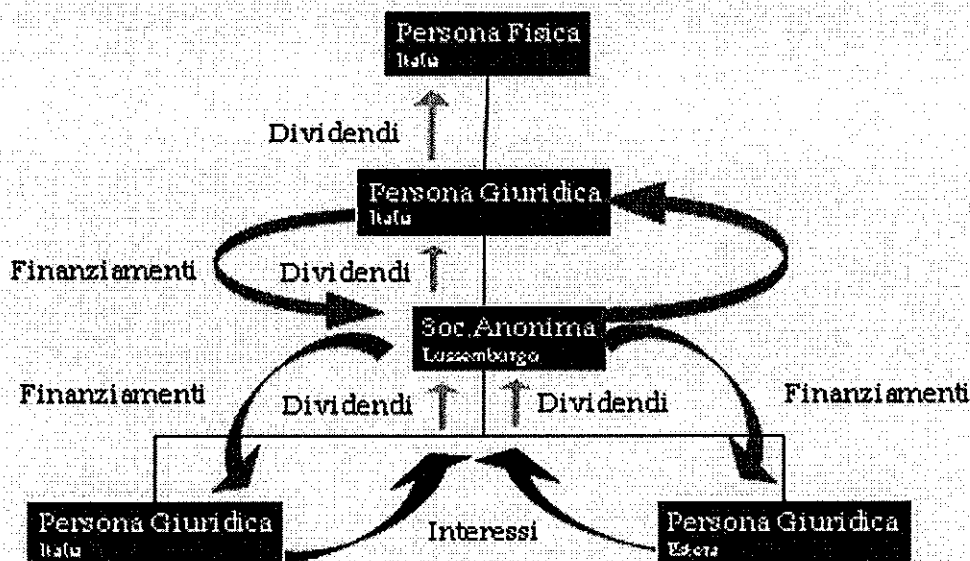 Persona Fisica
Italia
Dividendi
Persona Giuridica
Italia
Finanziamenti
Dividendi
Soc. Anonima
Lussemburgo
Finanziamenti
Dividendi
Dividendi
Finanziamenti
Persona Giuridica
Italia
Interessi
Persona Giuridica
Estera